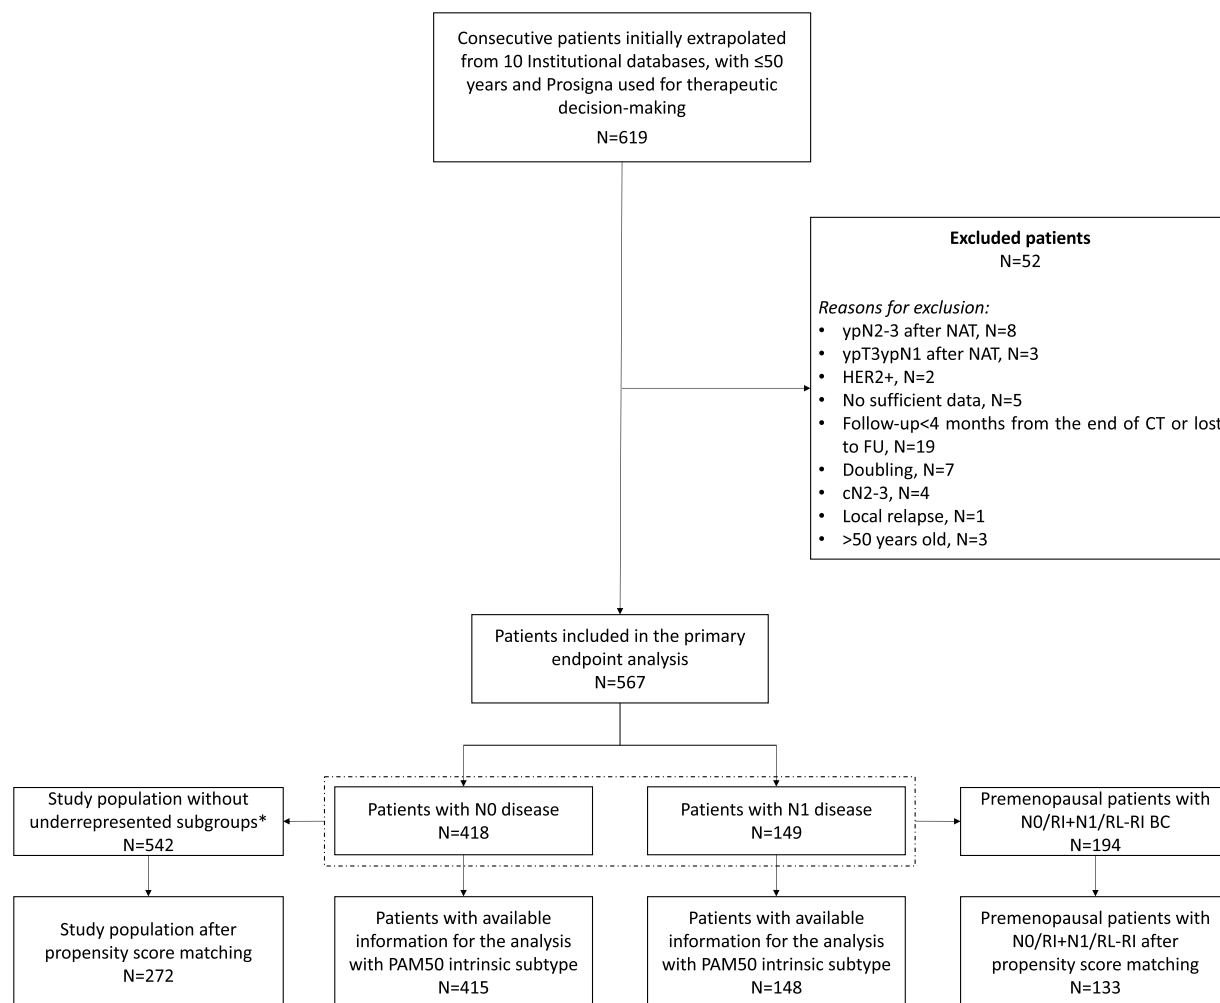 Consecutive patients initially extrapolated
from 10 Institutional databases, with ≤50
years and Prosigna used for therapeutic
decision-making
N=619
Excluded patients
N=52
Reasons for exclusion:
• ypN2-3 after NAT, N=8
• ypT3ypN1 after NAT, N=3
• HER2+, N=2
• No sufficient data, N=5
• Follow-up<4 months from the end of CT or lost
to FU, N=19
• Doubling, N=7
• cN2-3, N=4
• Local relapse, N=1
• >50 years old, N=3
Patients included in the primary
endpoint analysis
N=567
Study population without
underrepresented subgroups*
N=542
Patients with N0 disease
N=418
Patients with N1 disease
N=149
Premenopausal patients with
N0/RI+N1/RL-RI BC
N=194
Study population after
propensity score matching
N=272
Patients with available
information for the analysis
with PAM50 intrinsic subtype
N=415
Patients with available
information for the analysis
with PAM50 intrinsic subtype
N=148
Premenopausal patients with
N0/RI+N1/RL-RI after
propensity score matching
N=133